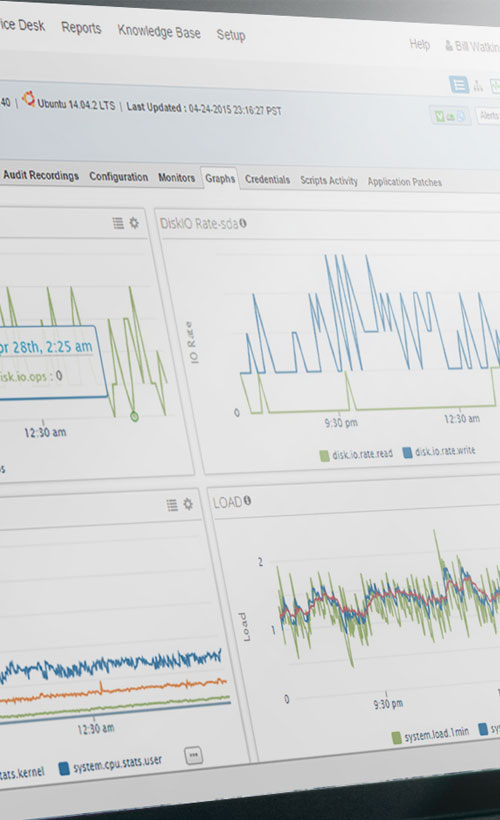 ice Desk Reports Knowledge Base Setup
Help Bill Watkin
40 | Ubuntu 14.04.2 LTS | Last Updated : 04-24-2015 23:16:27 PST
Alerts
Audit Recordings Configuration Monitors Graphs Credentials Scripts Activity Application Patches
DiskIO Rate-sda
pr 28th, 2:25 am
isk.io.ops : 0
12:30 am
s
IO Rate
0
9:30 pm 12:30 am
disk.io.rate.read disk.io.rate.write
LOAD
2
1
0
Load
9:30 pm
system.load.1min sy
12:30 am
tats.kernel system.cpu.stats.user